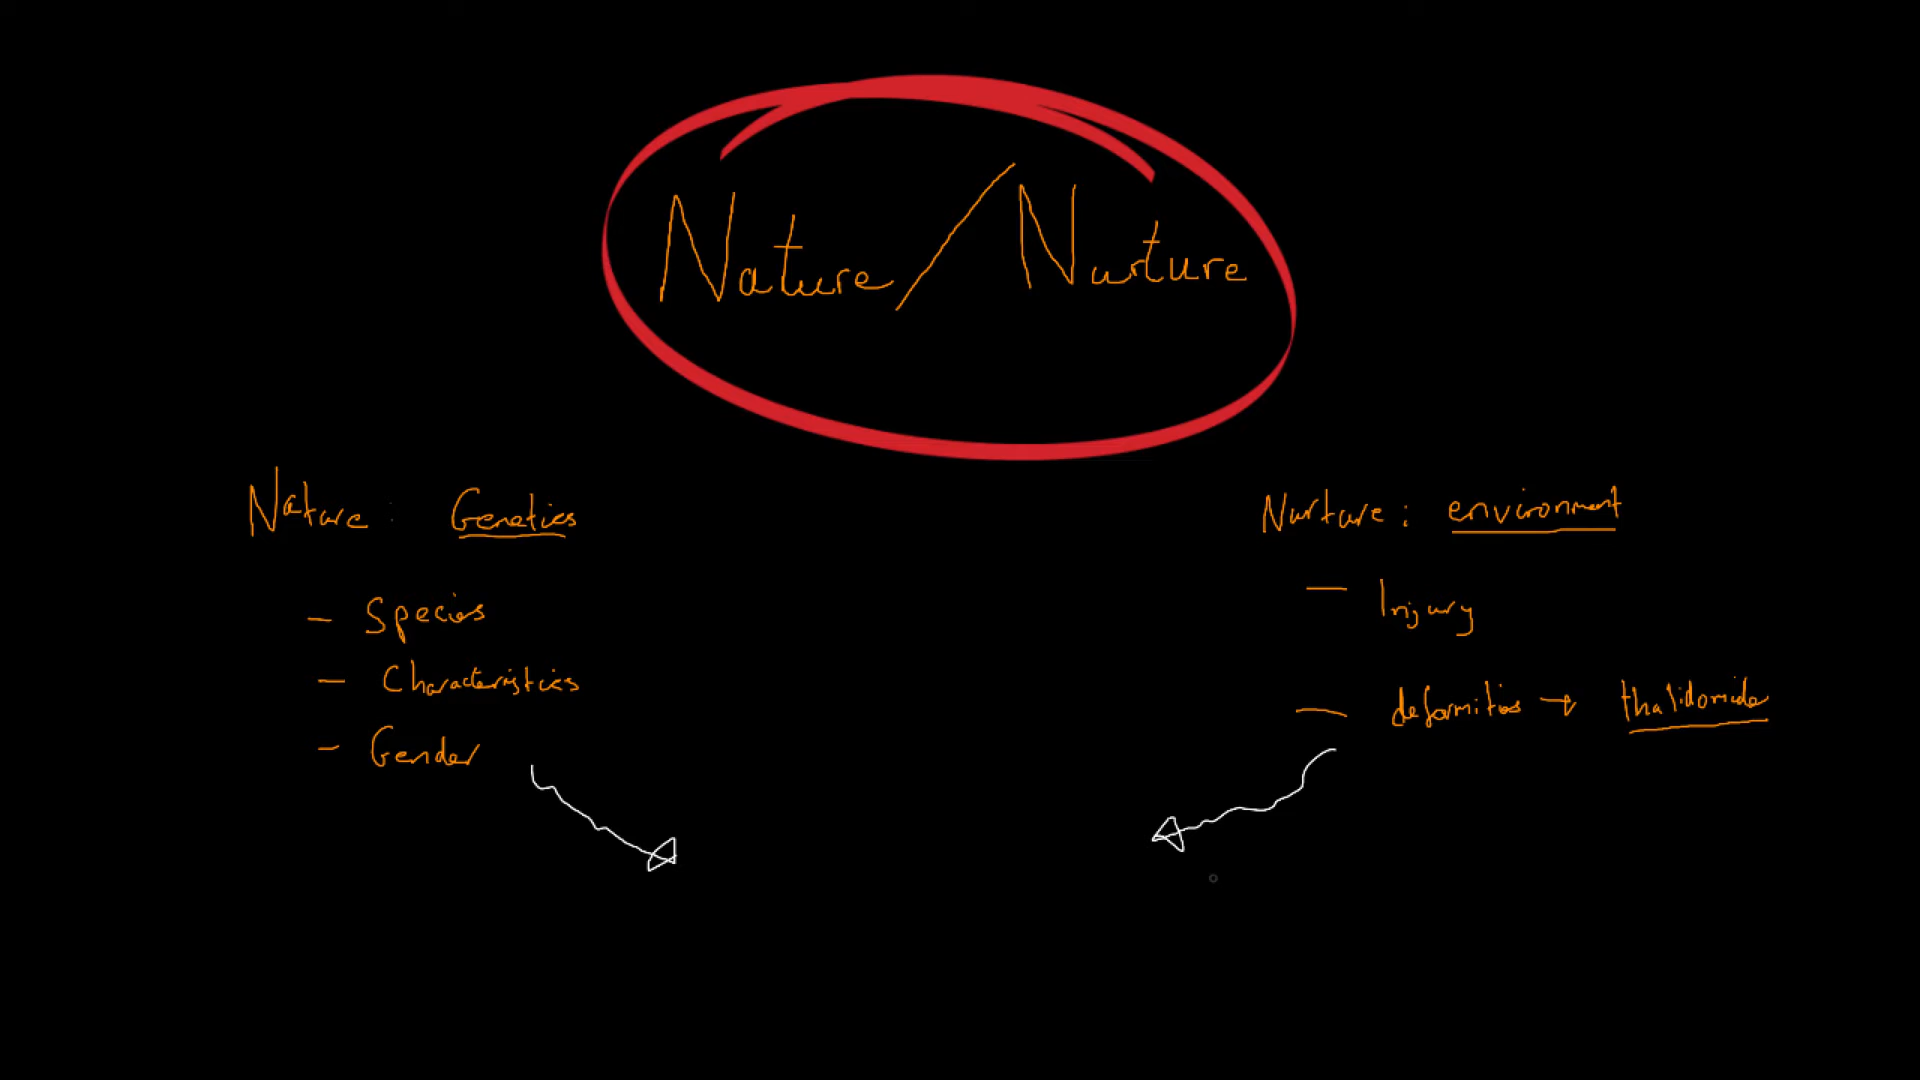 Nature/Nurture
Nature: Genetics
- Species
- Characteristics
- Gender
Nurture: environment
- Injury
- deformities → thalidomide